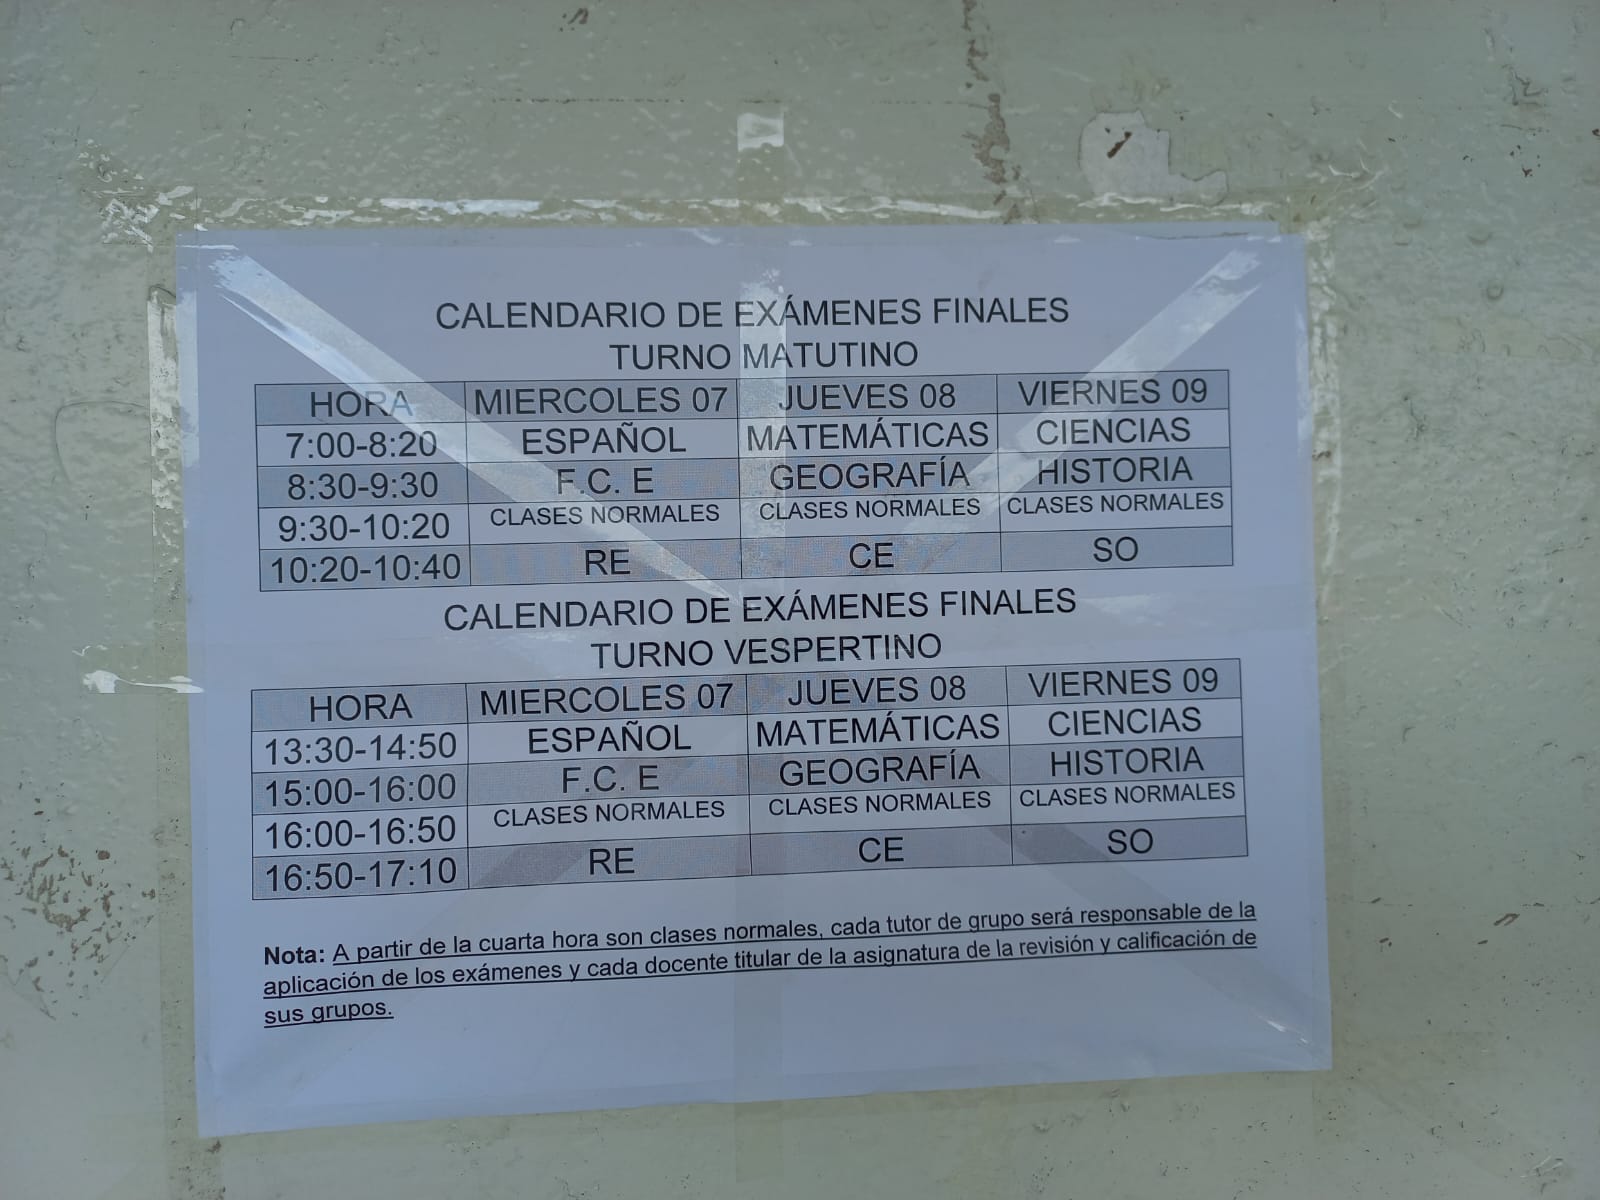 CALENDARIO DE EXÁMENES FINALES
TURNO MATUTINO
HORA MIERCOLES 07 JUEVES 08 VIERNES 09
7:00-8:20 ESPAÑOL MATEMÁTICAS CIENCIAS
8:30-9:30 F.C. E GEOGRAFÍA HISTORIA
9:30-10:20 CLASES NORMALES CLASES NORMALES CLASES NORMALES
10:20-10:40 RE CE SO
CALENDARIO DE EXÁMENES FINALES
TURNO VESPERTINO
HORA MIERCOLES 07 JUEVES 08 VIERNES 09
13:30-14:50 ESPAÑOL MATEMÁTICAS CIENCIAS
15:00-16:00 F.C. E GEOGRAFÍA HISTORIA
16:00-16:50 CLASES NORMALES CLASES NORMALES CLASES NORMALES
16:50-17:10 RE CE SO
Nota: A partir de la cuarta hora son clases normales, cada tutor de grupo será responsable de la
aplicación de los exámenes y cada docente titular de la asignatura de la revisión y calificación de
sus grupos.